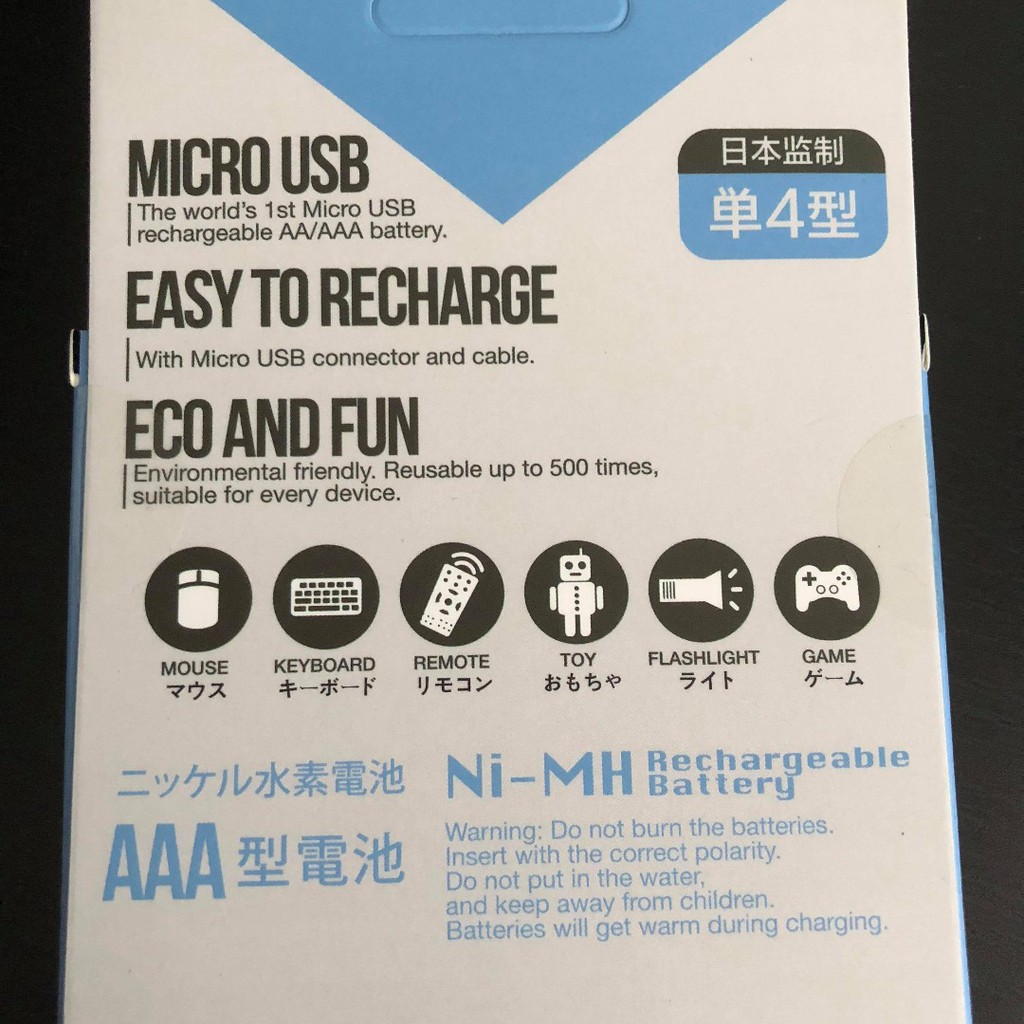 MICRO USB
The world's 1st Micro USB
rechargeable AA/AAA battery.
日本监制
単4型
EASY TO RECHARGE
With Micro USB connector and cable.
ECO AND FUN
Environmental friendly. Reusable up to 500 times,
suitable for every device.
MOUSE
マウス
KEYBOARD
キーボード
REMOTE
リモコン
TOY
おもちゃ
FLASHLIGHT
ライト
GAME
ゲーム
ニッケル水素電池
AAA型電池
Ni-MH Rechargeable
Battery
Warning: Do not burn the batteries.
Insert with the correct polarity.
Do not put in the water,
and keep away from children.
Batteries will get warm during charging.